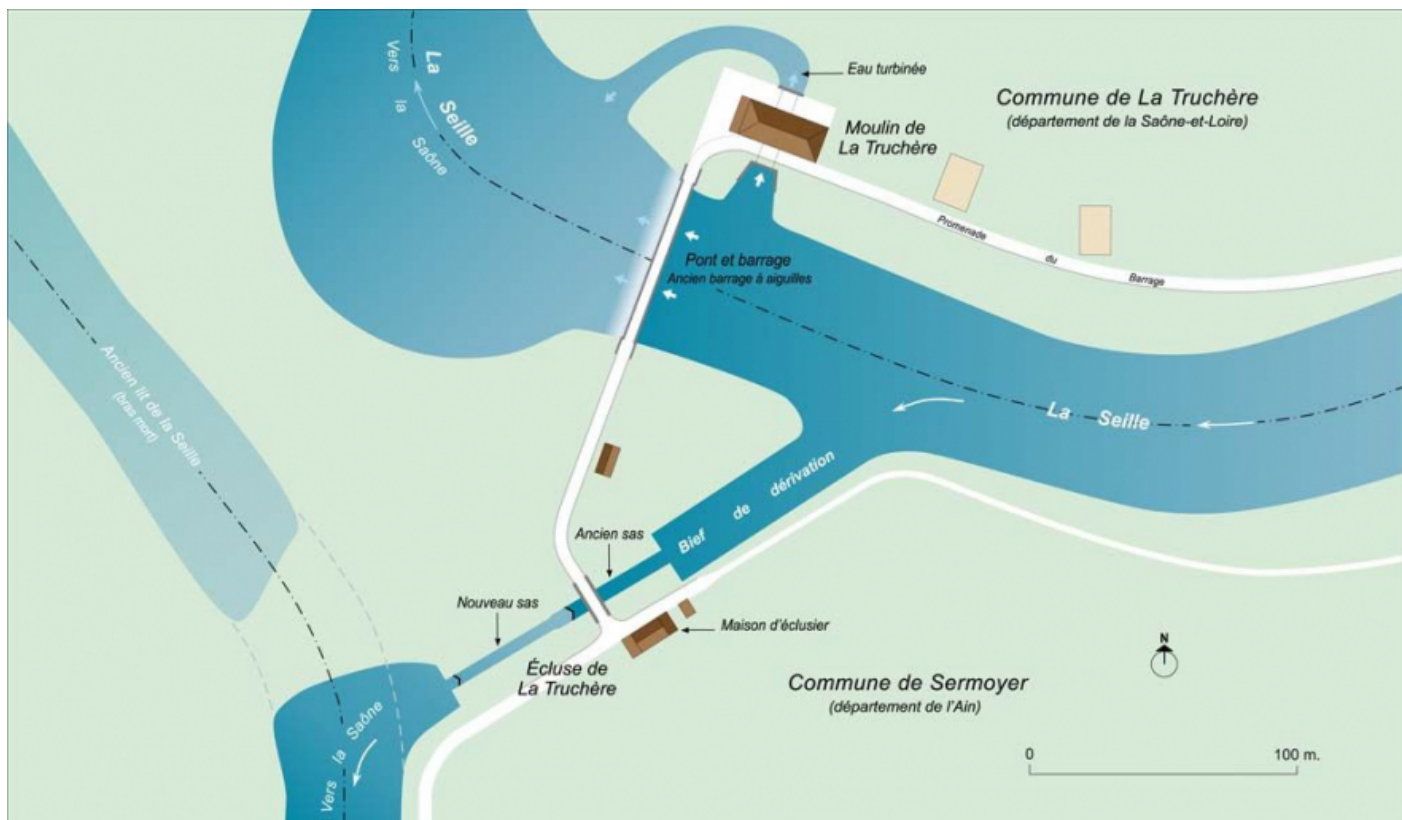 La Seille
Vers la Saône
Eau turbinée
Commune de La Truchère
(département de la Saône-et-Loire)
Moulin de
La Truchère
Promenade du Barrage
Pont et barrage
Ancien barrage à aiguilles
La Seille
Ancien lit de la Seille
(bras mort)
Bief de dérivation
Ancien sas
Nouveau sas
Maison d'éclusier
Écluse de
La Truchère
Commune de Sermoyer
(département de l'Ain)
N
Vers la Saône
0 100 m.